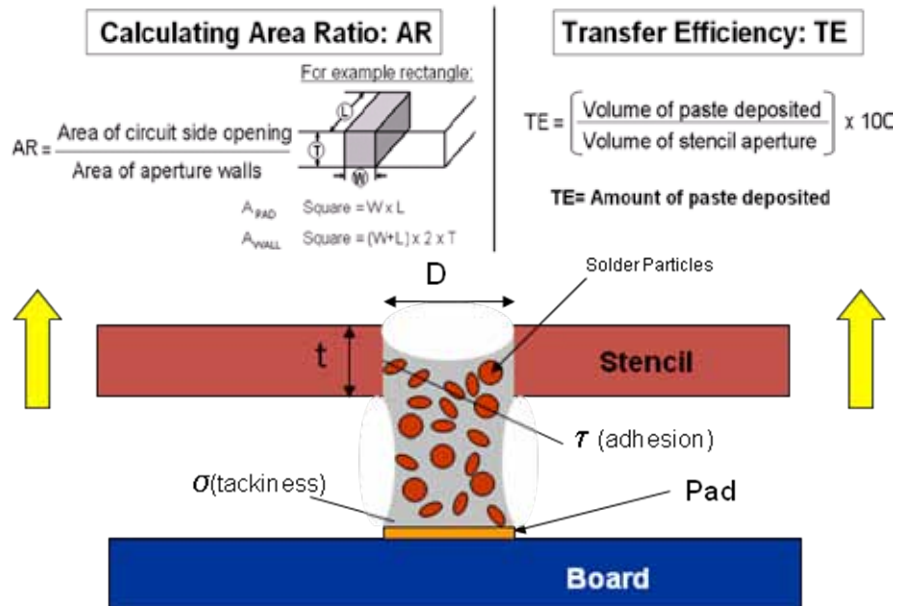 Calculating Area Ratio: AR
For example rectangle:
AR = Area of circuit side opening
Area of aperture walls
L
T
W
A PAD Square = W x L
A WALL Square = (W+L) x 2 x T
Transfer Efficiency: TE
TE = [Volume of paste deposited
Volume of stencil aperture] x 100
TE= Amount of paste deposited
Solder Particles
D
t
Stencil
τ (adhesion)
σ(tackiness)
Pad
Board